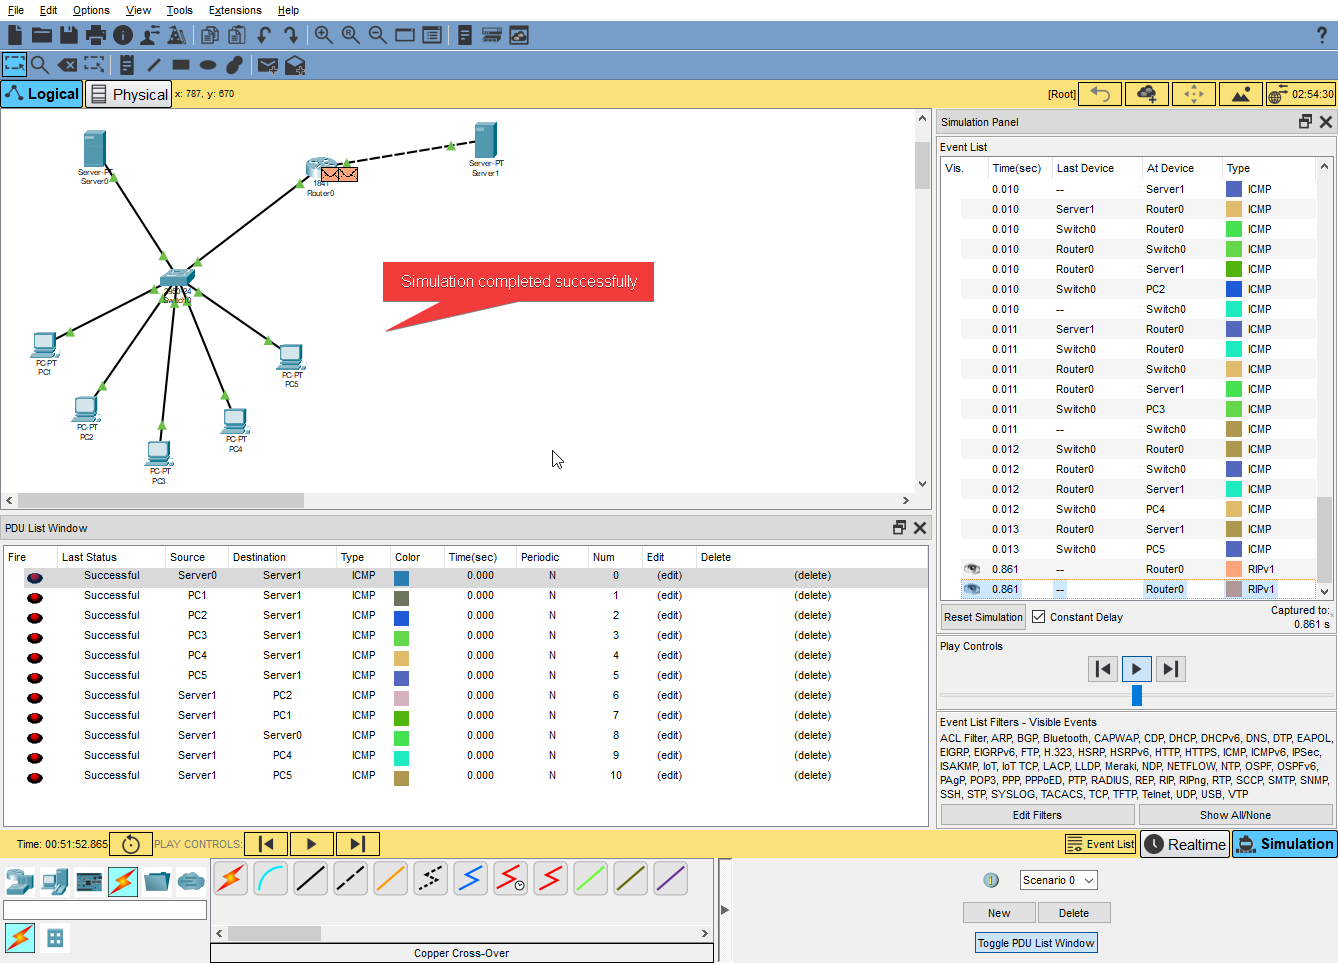 File Edit Options View Tools Extensions Help
?
Logical Physical x: 787, y: 670 [Root] 02:54:30
Server-PT
Server0
1841
Router0
Server-PT
Server1
2950-24
Switch0
Simulation completed successfully
PC-PT
PC1
PC-PT
PC2
PC-PT
PC3
PC-PT
PC4
PC-PT
PC5
Simulation Panel
Event List
Vis. Time(sec) Last Device At Device Type
0.010 -- Server1 ICMP
0.010 Server1 Router0 ICMP
0.010 Switch0 Router0 ICMP
0.010 Router0 Switch0 ICMP
0.010 Router0 Server1 ICMP
0.010 Switch0 PC2 ICMP
0.010 -- Switch0 ICMP
0.011 Server1 Router0 ICMP
0.011 Switch0 Router0 ICMP
0.011 Router0 Switch0 ICMP
0.011 Router0 Server1 ICMP
0.011 Switch0 PC3 ICMP
0.011 -- Switch0 ICMP
0.012 Switch0 Router0 ICMP
0.012 Router0 Switch0 ICMP
0.012 Router0 Server1 ICMP
0.012 Switch0 PC4 ICMP
0.013 Router0 Server1 ICMP
0.013 Switch0 PC5 ICMP
0.861 -- Router0 RIPv1
0.861 -- Router0 RIPv1
Reset Simulation Constant Delay Captured to:
0.861 s
Play Controls
Event List Filters - Visible Events
ACL Filter, ARP, BGP, Bluetooth, CAPWAP, CDP, DHCP, DHCPv6, DNS, DTP, EAPOL,
EIGRP, EIGRPv6, FTP, H.323, HSRP, HSRPv6, HTTP, HTTPS, ICMP, ICMPv6, IPSec,
ISAKMP, IoT, IoT TCP, LACP, LLDP, Meraki, NDP, NETFLOW, NTP, OSPF, OSPFv6,
PAgP, POP3, PPP, PPPoED, PTP, RADIUS, REP, RIP, RIPng, RTP, SCCP, SMTP, SNMP,
SSH, STP, SYSLOG, TACACS, TCP, TFTP, Telnet, UDP, USB, VTP
Edit Filters Show All/None
PDU List Window
Fire Last Status Source Destination Type Color Time(sec) Periodic Num Edit Delete
Successful Server0 Server1 ICMP 0.000 N 0 (edit) (delete)
Successful PC1 Server1 ICMP 0.000 N 1 (edit) (delete)
Successful PC2 Server1 ICMP 0.000 N 2 (edit) (delete)
Successful PC3 Server1 ICMP 0.000 N 3 (edit) (delete)
Successful PC4 Server1 ICMP 0.000 N 4 (edit) (delete)
Successful PC5 Server1 ICMP 0.000 N 5 (edit) (delete)
Successful Server1 PC2 ICMP 0.000 N 6 (edit) (delete)
Successful Server1 PC1 ICMP 0.000 N 7 (edit) (delete)
Successful Server1 Server0 ICMP 0.000 N 8 (edit) (delete)
Successful Server1 PC4 ICMP 0.000 N 9 (edit) (delete)
Successful Server1 PC5 ICMP 0.000 N 10 (edit) (delete)
Time: 00:51:52.865 PLAY CONTROLS: Event List Realtime Simulation
Scenario 0
New Delete
Toggle PDU List Window
Copper Cross-Over